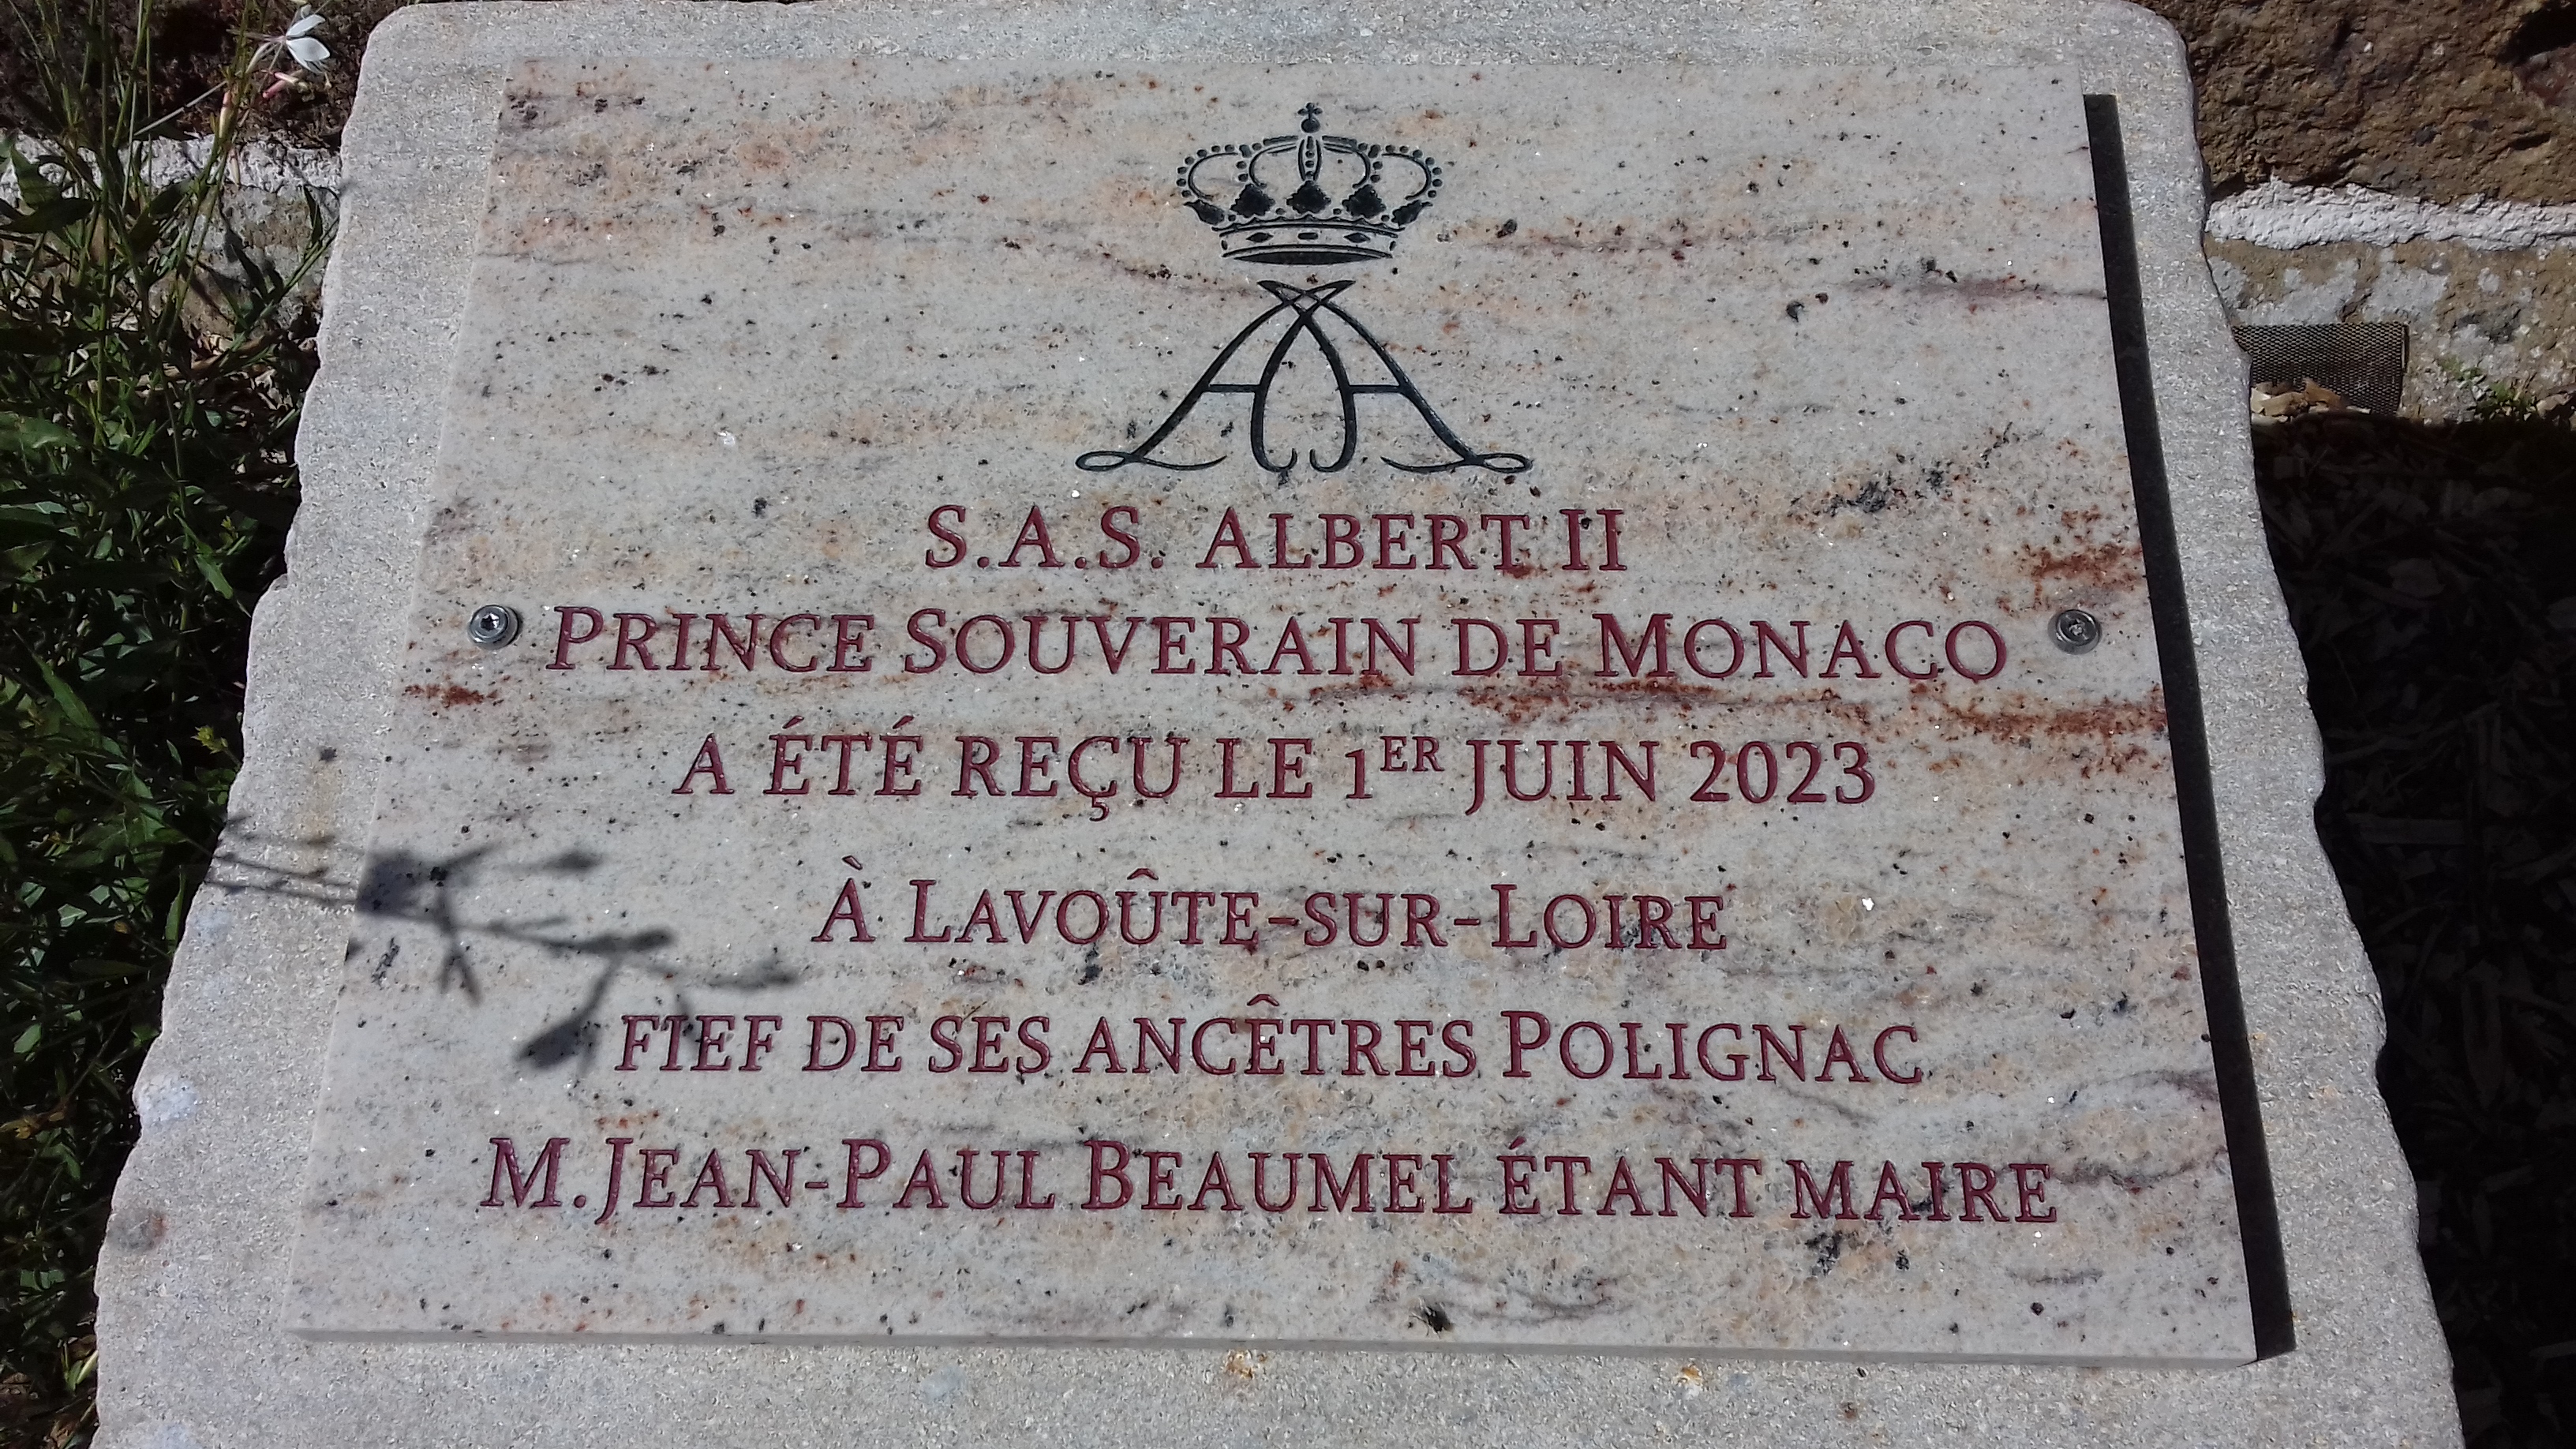 S.A.S. ALBERT II
PRINCE SOUVERAIN DE MONACO
A ÉTÉ REÇU LE 1ER JUIN 2023
À LAVOÛTE-SUR-LOIRE
FIEF DE SES ANCÊTRES POLIGNAC
M. JEAN-PAUL BEAUMEL ÉTANT MAIRE